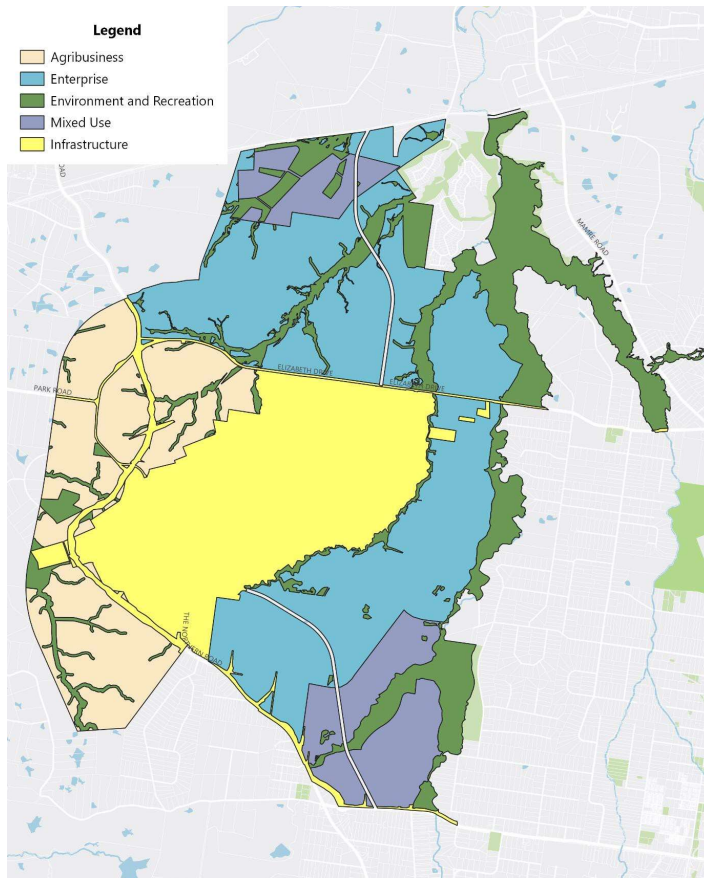 Legend
Agribusiness
Enterprise
Environment and Recreation
Mixed Use
Infrastructure
ROAD
MAMRE ROAD
ELIZABETH DRIVE
ELIZABETH DRIVE
PARK ROAD
THE NORTHERN ROAD